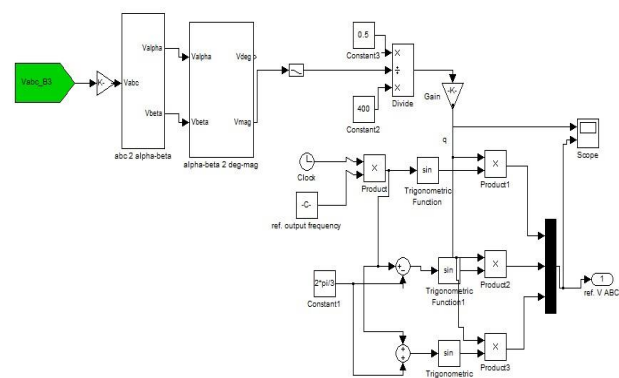 Vabc_B3
K-
Vabc
Valpha
Vbeta
abc 2 alpha-beta
Valpha
Vbeta
Vdeg
Vmag
alpha-beta 2 deg-mag
0.5
Constant3
400
Constant2
X
÷
X
Divide
-K-
Gain
q
Scope
Clock
X
Product
sin
Trigonometric
Function
X
Product1
-C-
ref. output frequency
2*pi/3
Constant1
+
−
sin
Trigonometric
Function1
X
Product2
1
ref. V ABC
+
+
sin
Trigonometric
X
Product3